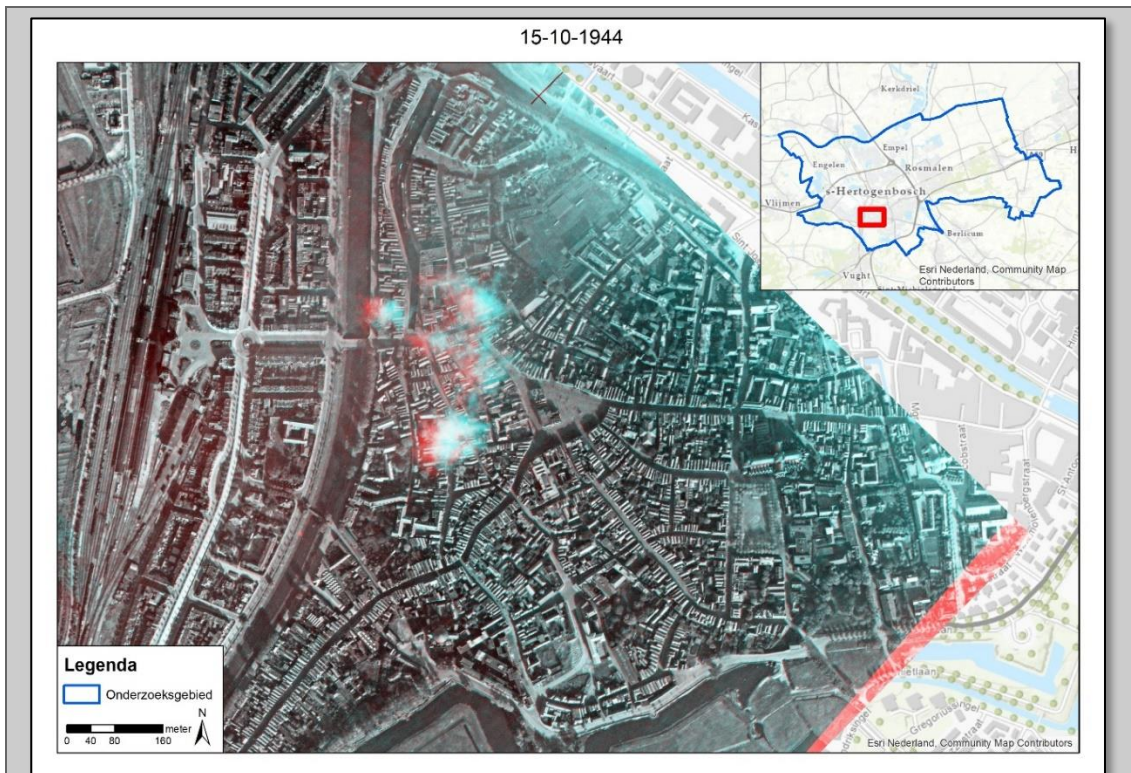 15-10-1944
Kerkdriel
Empel
Engelen
Rosmalen
s-Hertogenbosch
Vlijmen
Berlicum
Vught
Esri Nederland, Community Map
Contributors
Legenda
Onderzoeksgebied
N
meter
0 40 80 160
Gregoriussingel
Esri Nederland, Community Map Contributors